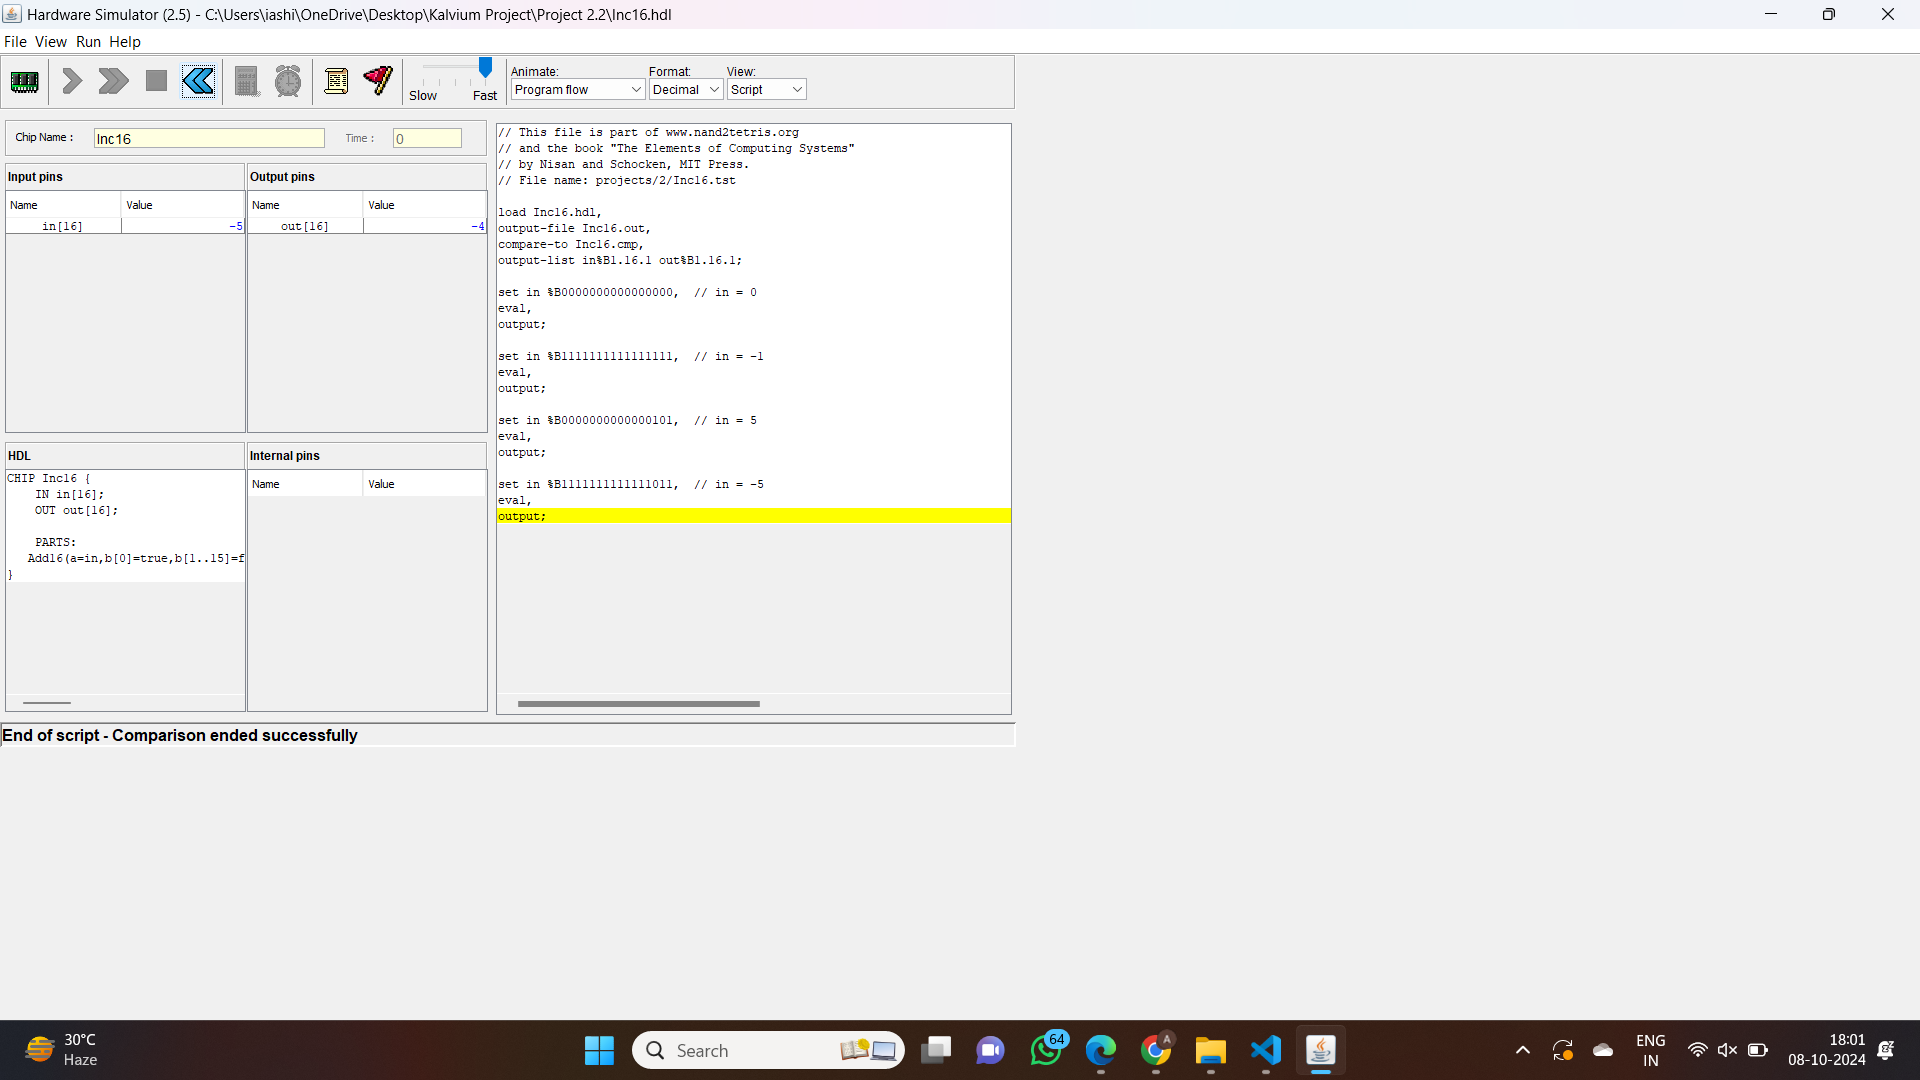 Hardware Simulator (2.5) - C:\Users\iashi\OneDrive\Desktop\Kalvium Project\Project 2.2\Inc16.hdl
File View Run Help
Slow Fast
Animate: Format: View:
Program flow Decimal Script
Chip Name : Inc16 Time : 0
Input pins
Name Value
in[16] -5
Output pins
Name Value
out[16] -4
HDL
CHIP Inc16 {
IN in[16];
OUT out[16];
PARTS:
Add16(a=in,b[0]=true,b[1..15]=f
}
Internal pins
Name Value
// This file is part of www.nand2tetris.org
// and the book "The Elements of Computing Systems"
// by Nisan and Schocken, MIT Press.
// File name: projects/2/Inc16.tst
load Inc16.hdl,
output-file Inc16.out,
compare-to Inc16.cmp,
output-list in%B1.16.1 out%B1.16.1;
set in %B0000000000000000,  // in = 0
eval,
output;
set in %B1111111111111111,  // in = -1
eval,
output;
set in %B0000000000000101,  // in = 5
eval,
output;
set in %B1111111111111011,  // in = -5
eval,
output;
End of script - Comparison ended successfully
30°C
Haze
Search
64
A
ENG
IN
18:01
08-10-2024